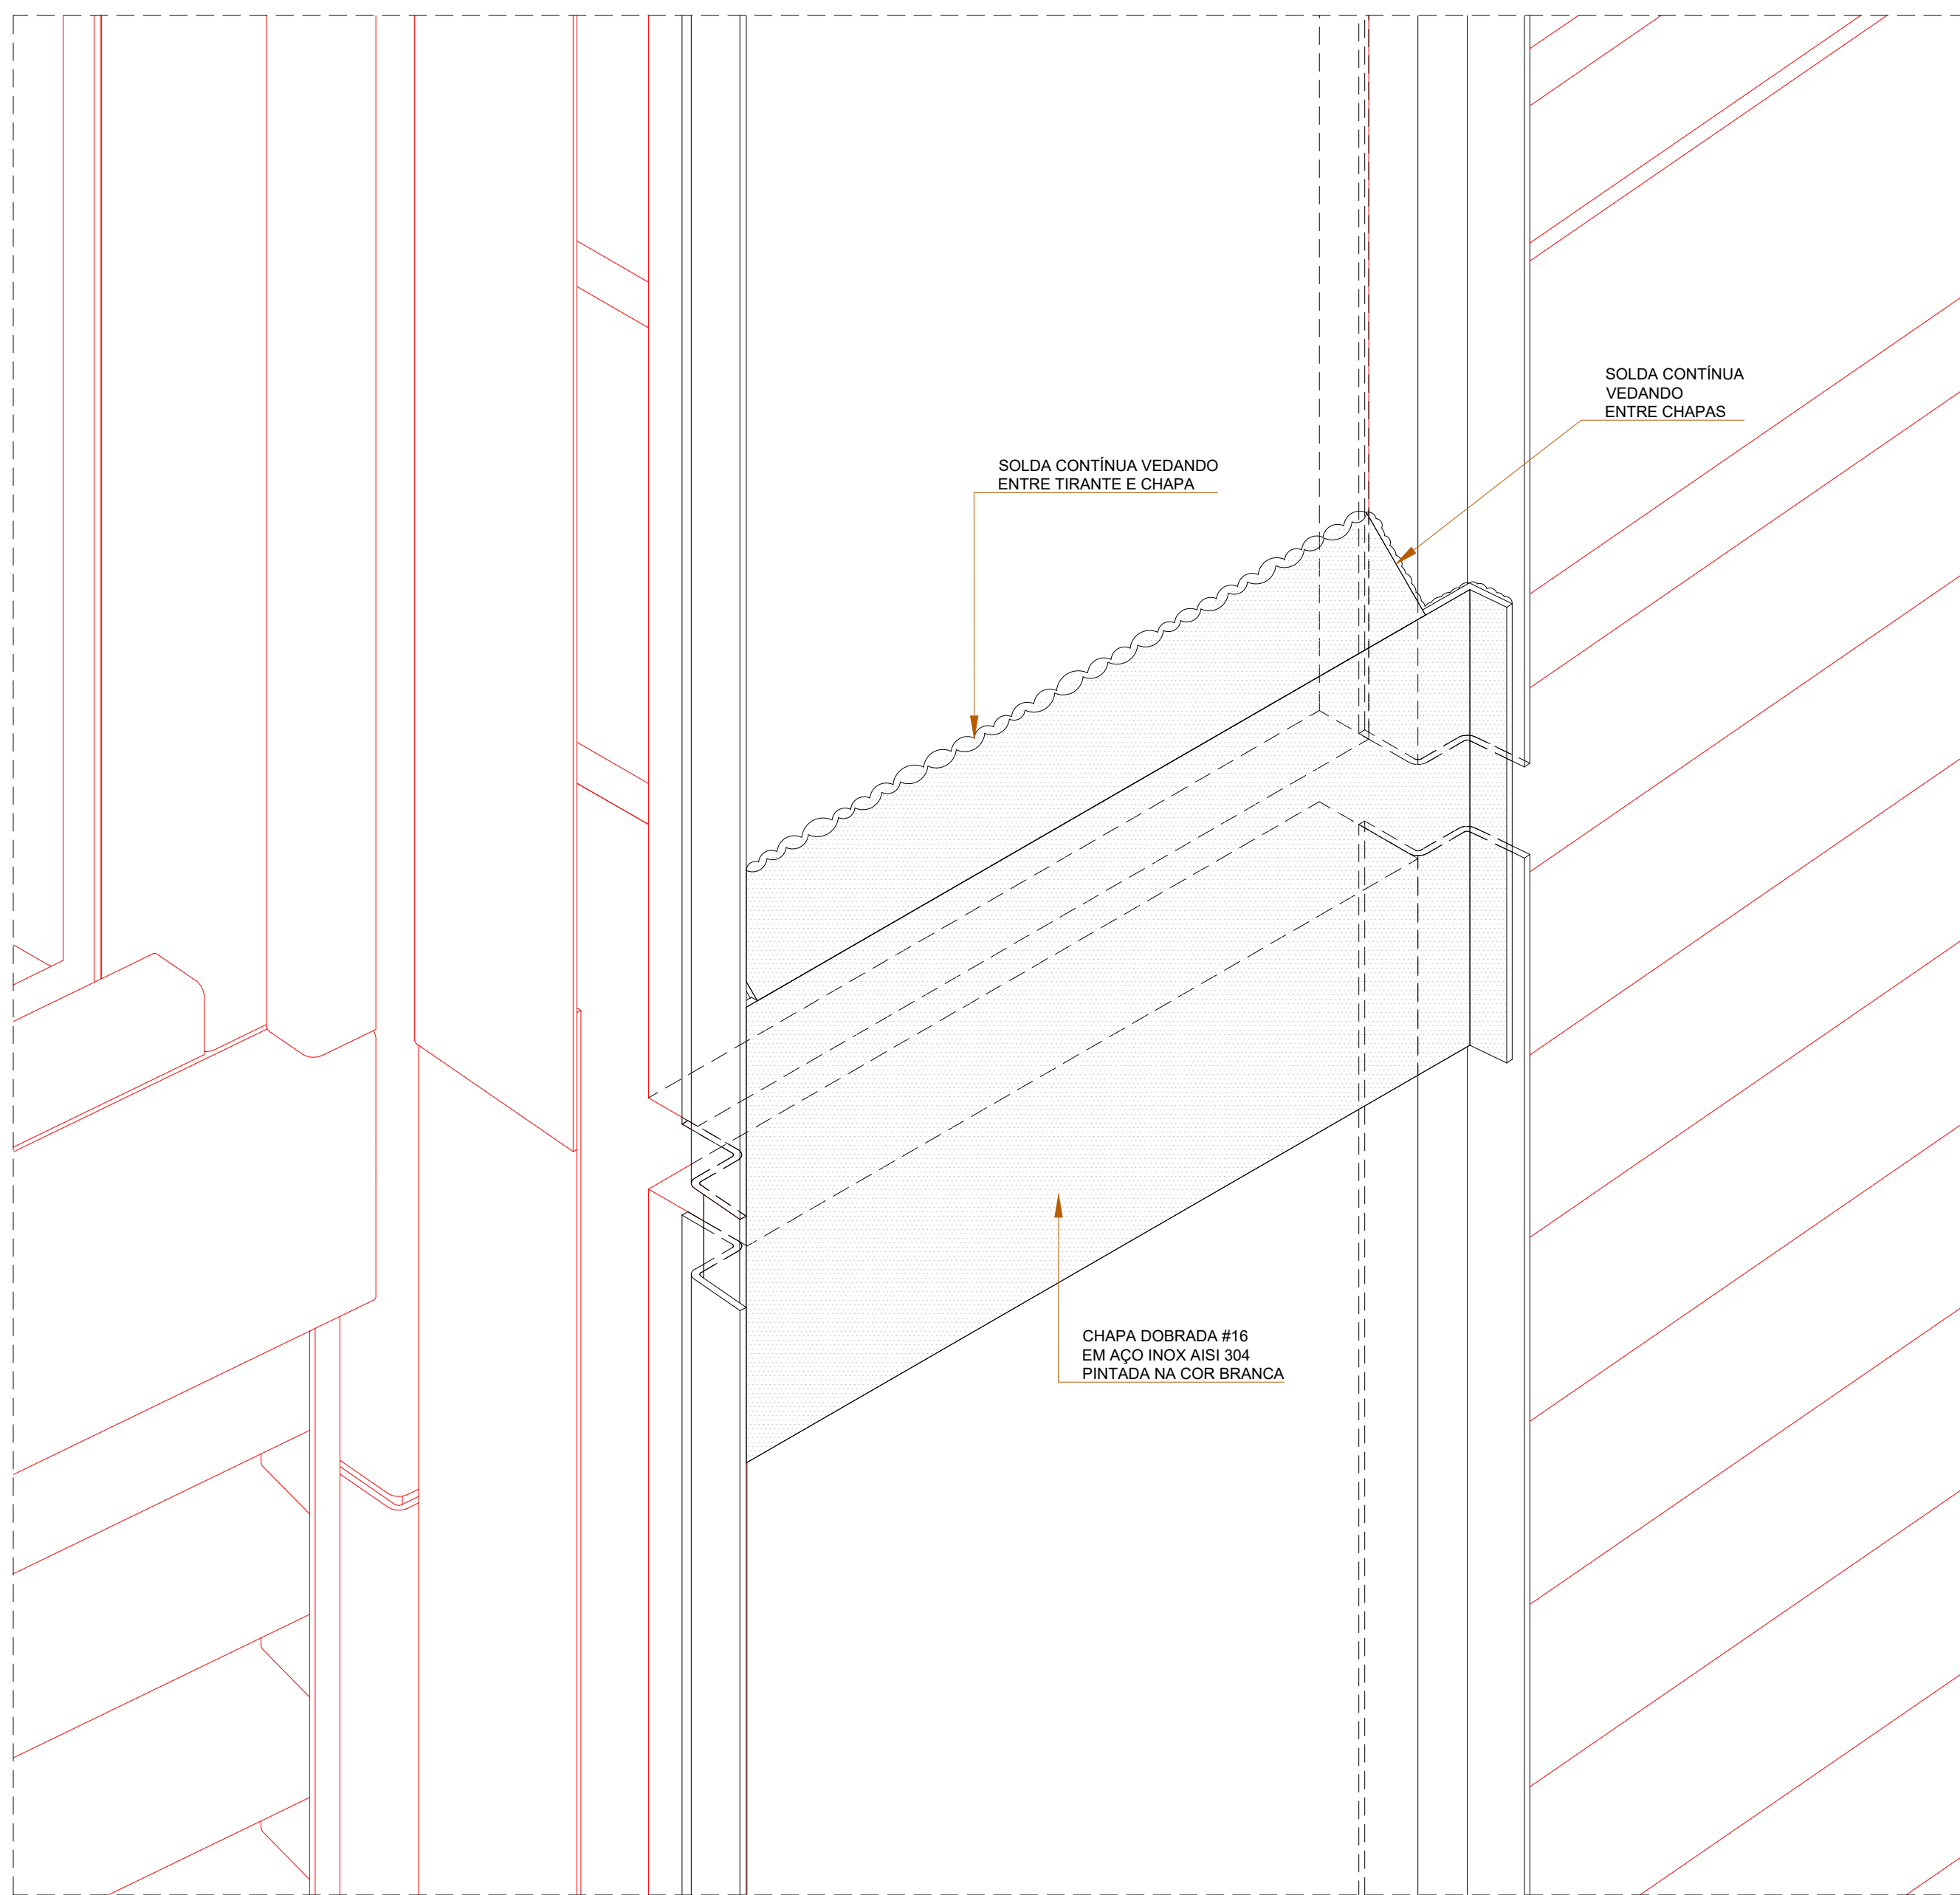 SOLDA CONTÍNUA
VEDANDO
ENTRE CHAPAS
SOLDA CONTÍNUA VEDANDO
ENTRE TIRANTE E CHAPA
CHAPA DOBRADA #16
EM AÇO INOX AISI 304
PINTADA NA COR BRANCA